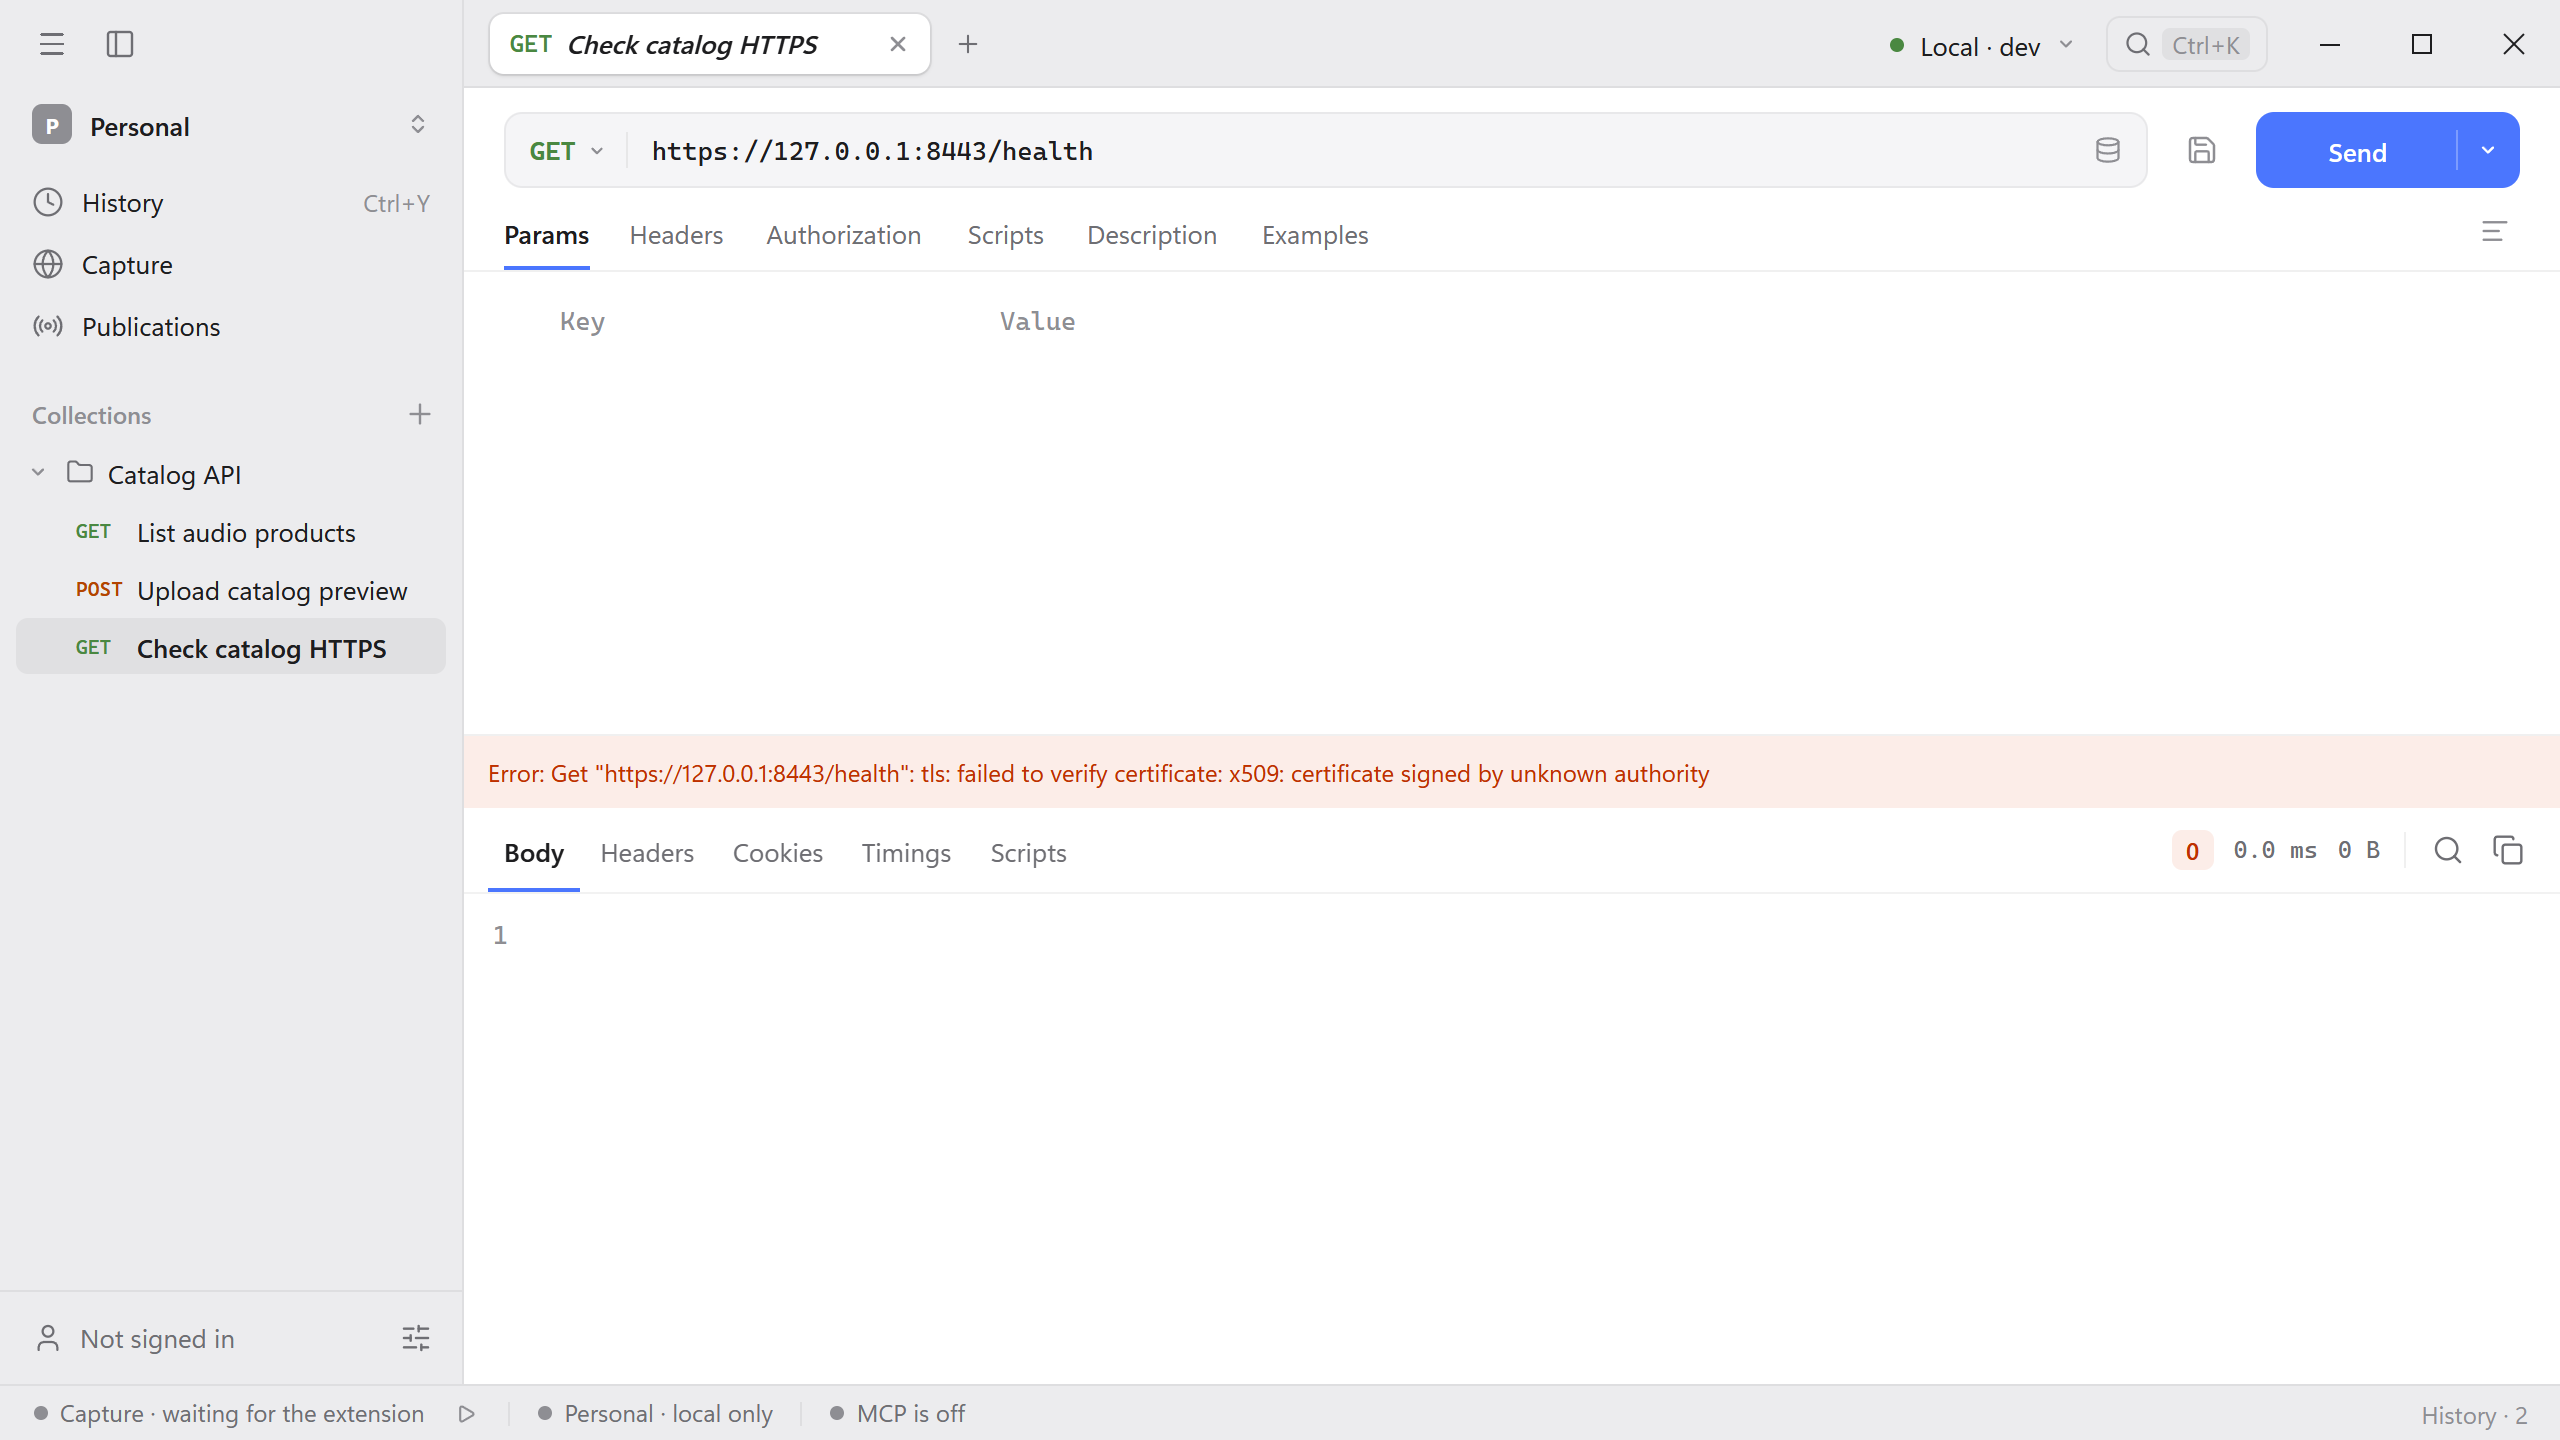 GET Check catalog HTTPS
Local · dev
Ctrl+K
P Personal
History Ctrl+Y
Capture
Publications
Collections
Catalog API
GET List audio products
POST Upload catalog preview
GET Check catalog HTTPS
Not signed in
GET https://127.0.0.1:8443/health
Send
Params Headers Authorization Scripts Description Examples
Key Value
Error: Get "https://127.0.0.1:8443/health": tls: failed to verify certificate: x509: certificate signed by unknown authority
Body Headers Cookies Timings Scripts
0 0.0 ms 0 B
1
Capture · waiting for the extension
Personal · local only
MCP is off
History · 2